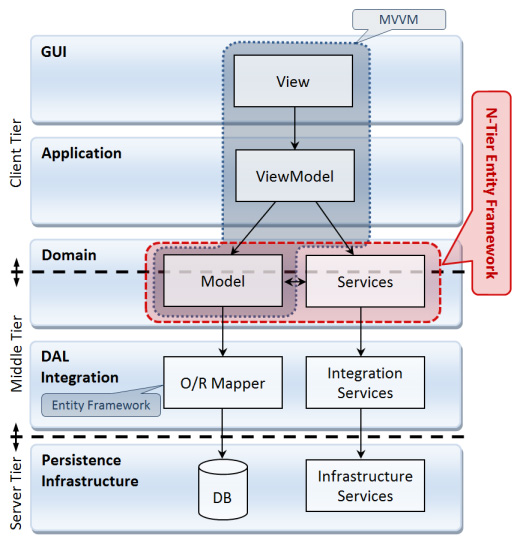 MVVM
GUI
View
Client Tier
Application
ViewModel
N-Tier Entity Framework
Domain
Model
Services
Middle Tier
DAL
Integration
O/R Mapper
Integration
Services
Entity Framework
Server Tier
Persistence
Infrastructure
DB
Infrastructure
Services